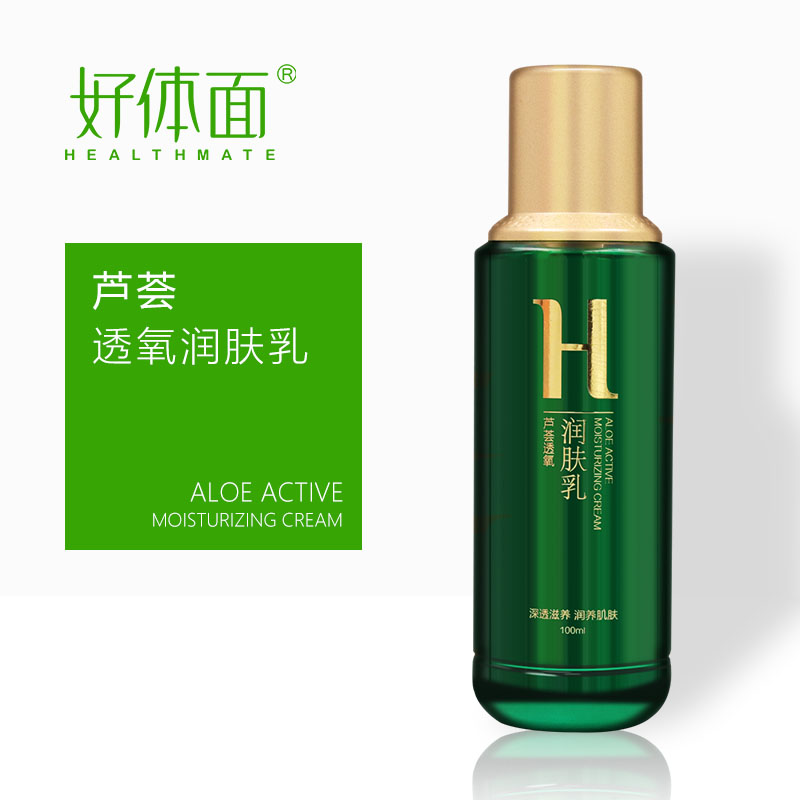 好体面®
HEALTHMATE
芦荟
透氧润肤乳
ALOE ACTIVE
MOISTURIZING CREAM
H
芦荟透氧
润肤乳
ALOE ACTIVE
MOISTURIZING CREAM
深透滋养 润养肌肤
100ml